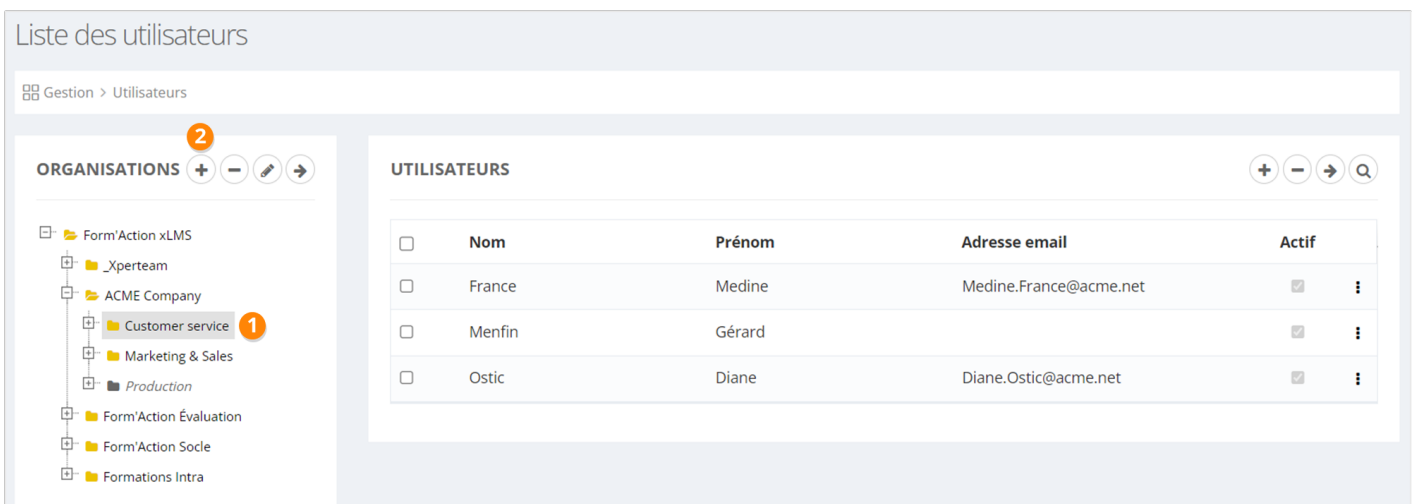 Liste des utilisateurs
Gestion > Utilisateurs
2
ORGANISATIONS
Form'Action xLMS
_Xperteam
ACME Company
Customer service 1
Marketing & Sales
Production
Form'Action Évaluation
Form'Action Socle
Formations Intra
UTILISATEURS
Nom Prénom Adresse email Actif
France Medine Medine.France@acme.net
Menfin Gérard
Ostic Diane Diane.Ostic@acme.net